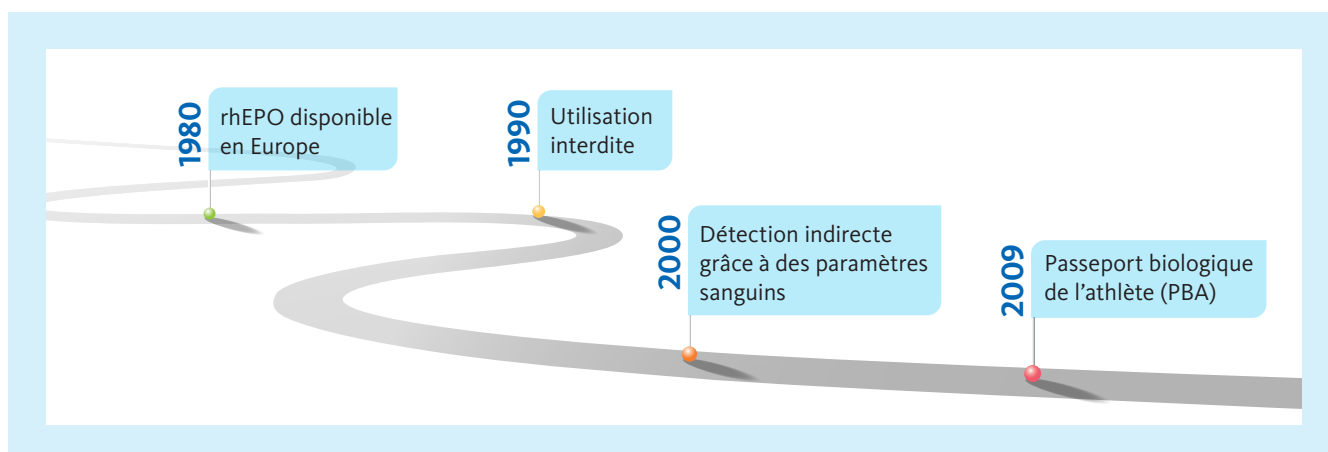 1980
rhEPO disponible
en Europe
1990
Utilisation
interdite
2000
Détection indirecte
grâce à des paramètres
sanguins
2009
Passeport biologique
de l’athlète (PBA)